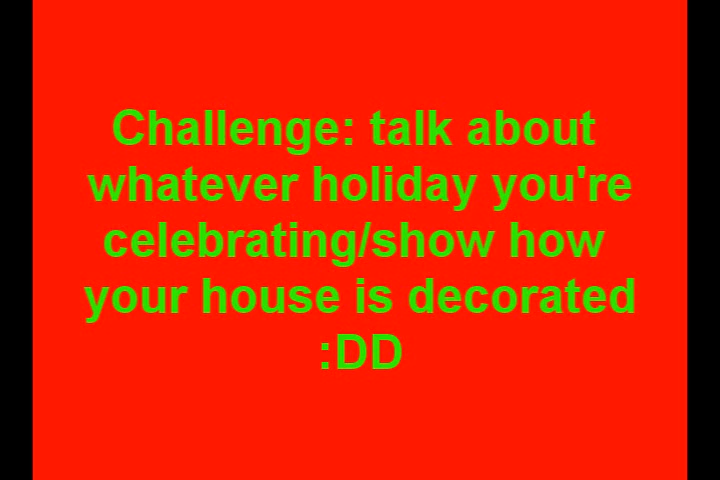 Challenge: talk about
whatever holiday you're
celebrating/show how
your house is decorated
:DD